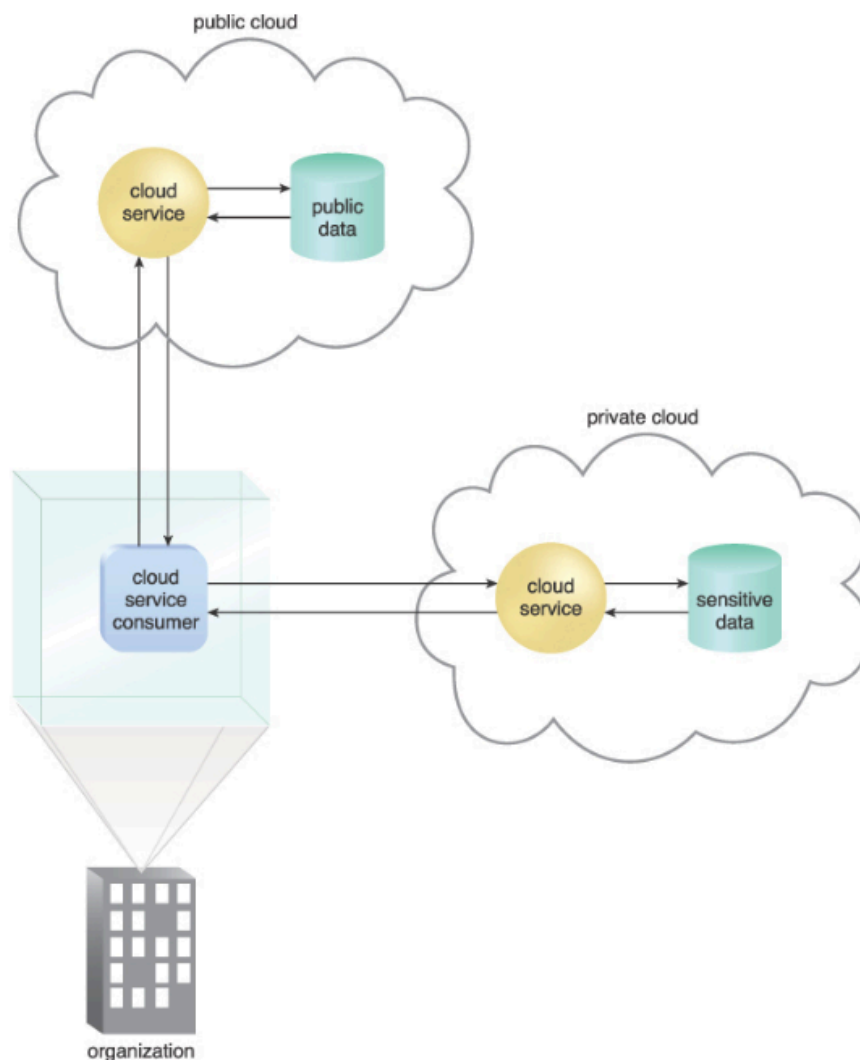 public cloud
cloud
service
public
data
private cloud
cloud
service
consumer
cloud
service
sensitive
data
organization